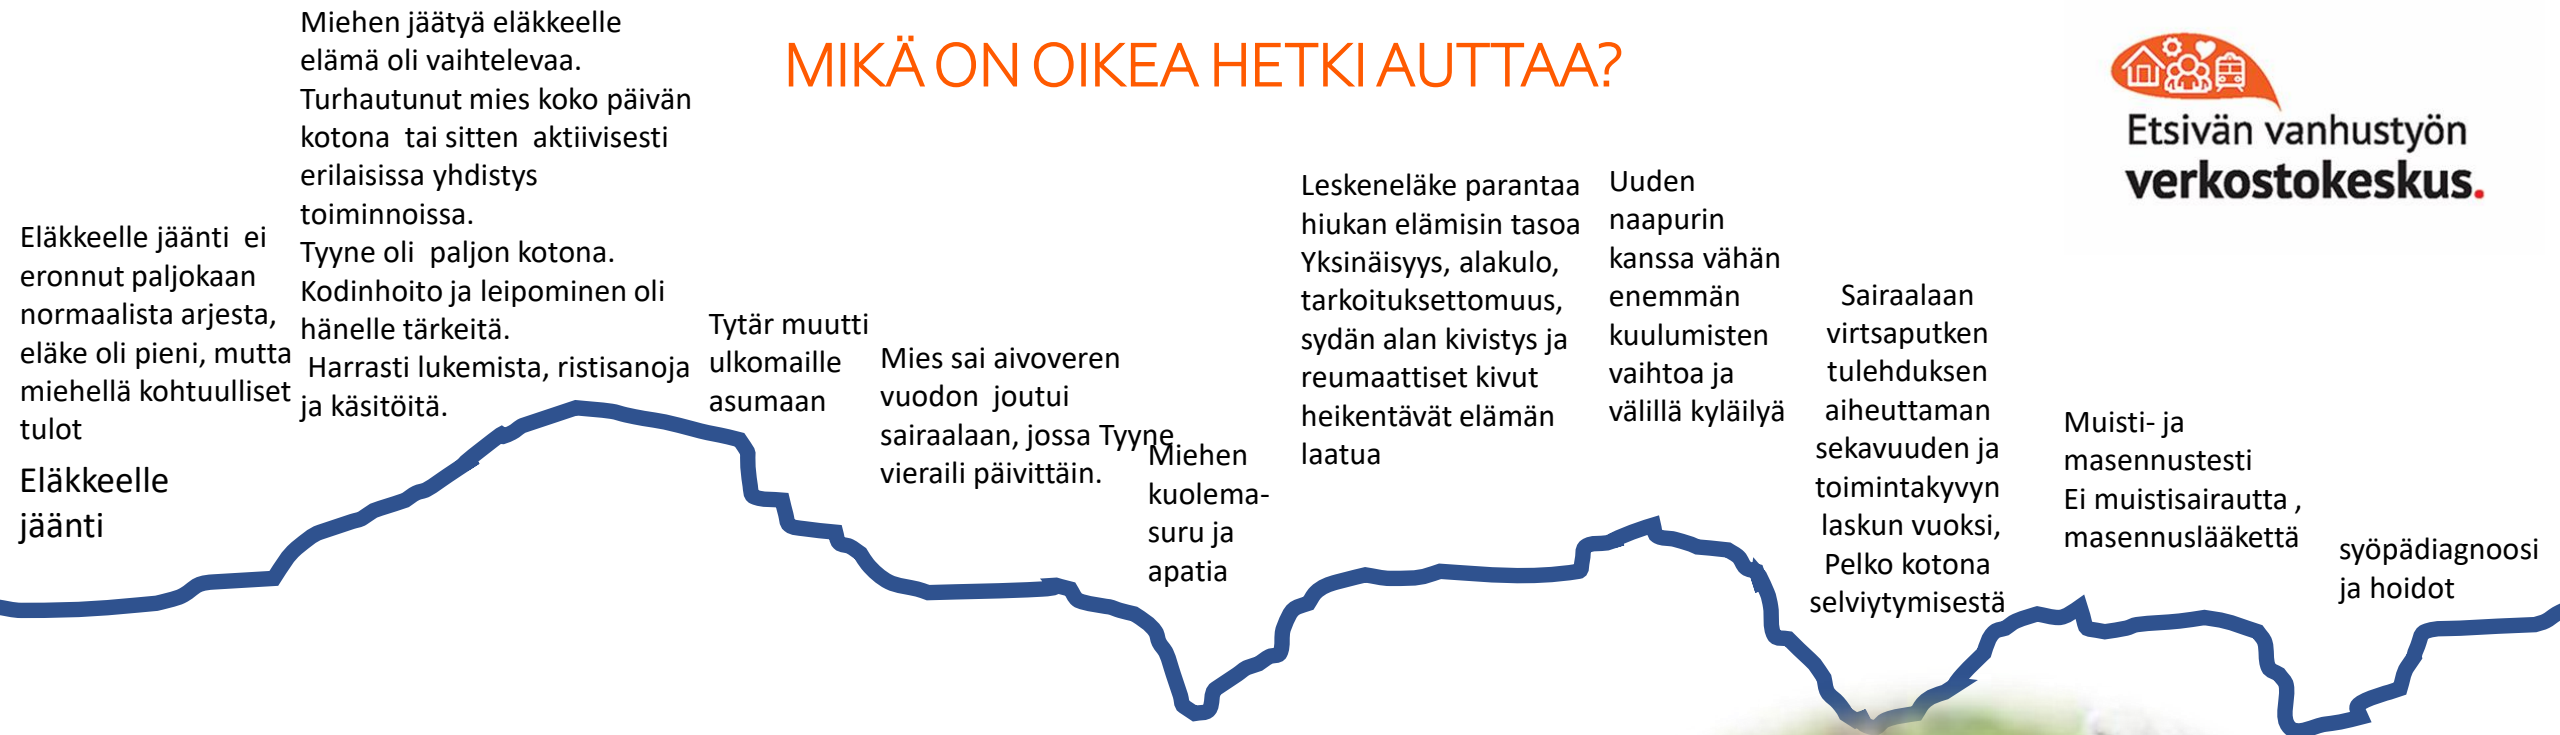 MIKÄ ON OIKEA HETKI AUTTAA?
Etsivän vanhustyön
verkostokeskus.
Eläkkeelle jäänti ei
eronnut paljokaan
normaalista arjesta,
eläke oli pieni, mutta
miehellä kohtuulliset
tulot
Eläkkeelle
jäänti
Miehen jäätyä eläkkeelle
elämä oli vaihtelevaa.
Turhautunut mies koko päivän
kotona tai sitten aktiivisesti
erilaisissa yhdistys
toiminnoissa.
Tyyne oli paljon kotona.
Kodinhoito ja leipominen oli
hänelle tärkeitä.
Harrasti lukemista, ristisanoja
ja käsitöitä.
Tytär muutti
ulkomaille
asumaan
Mies sai aivoveren
vuodon joutui
sairaalaan, jossa Tyyne
vieraili päivittäin.
Miehen
kuolema-
suru ja
apatia
Leskeneläke parantaa
hiukan elämisin tasoa
Yksinäisyys, alakulo,
tarkoituksettomuus,
sydän alan kivistys ja
reumaattiset kivut
heikentävät elämän
laatua
Uuden
naapurin
kanssa vähän
enemmän
kuulumisten
vaihtoa ja
välillä kyläilyä
Sairaalaan
virtsaputken
tulehduksen
aiheuttaman
sekavuuden ja
toimintakyvyn
laskun vuoksi,
Pelko kotona
selviytymisestä
Muisti- ja
masennustesti
Ei muistisairautta ,
masennuslääkettä
syöpädiagnoosi
ja hoidot